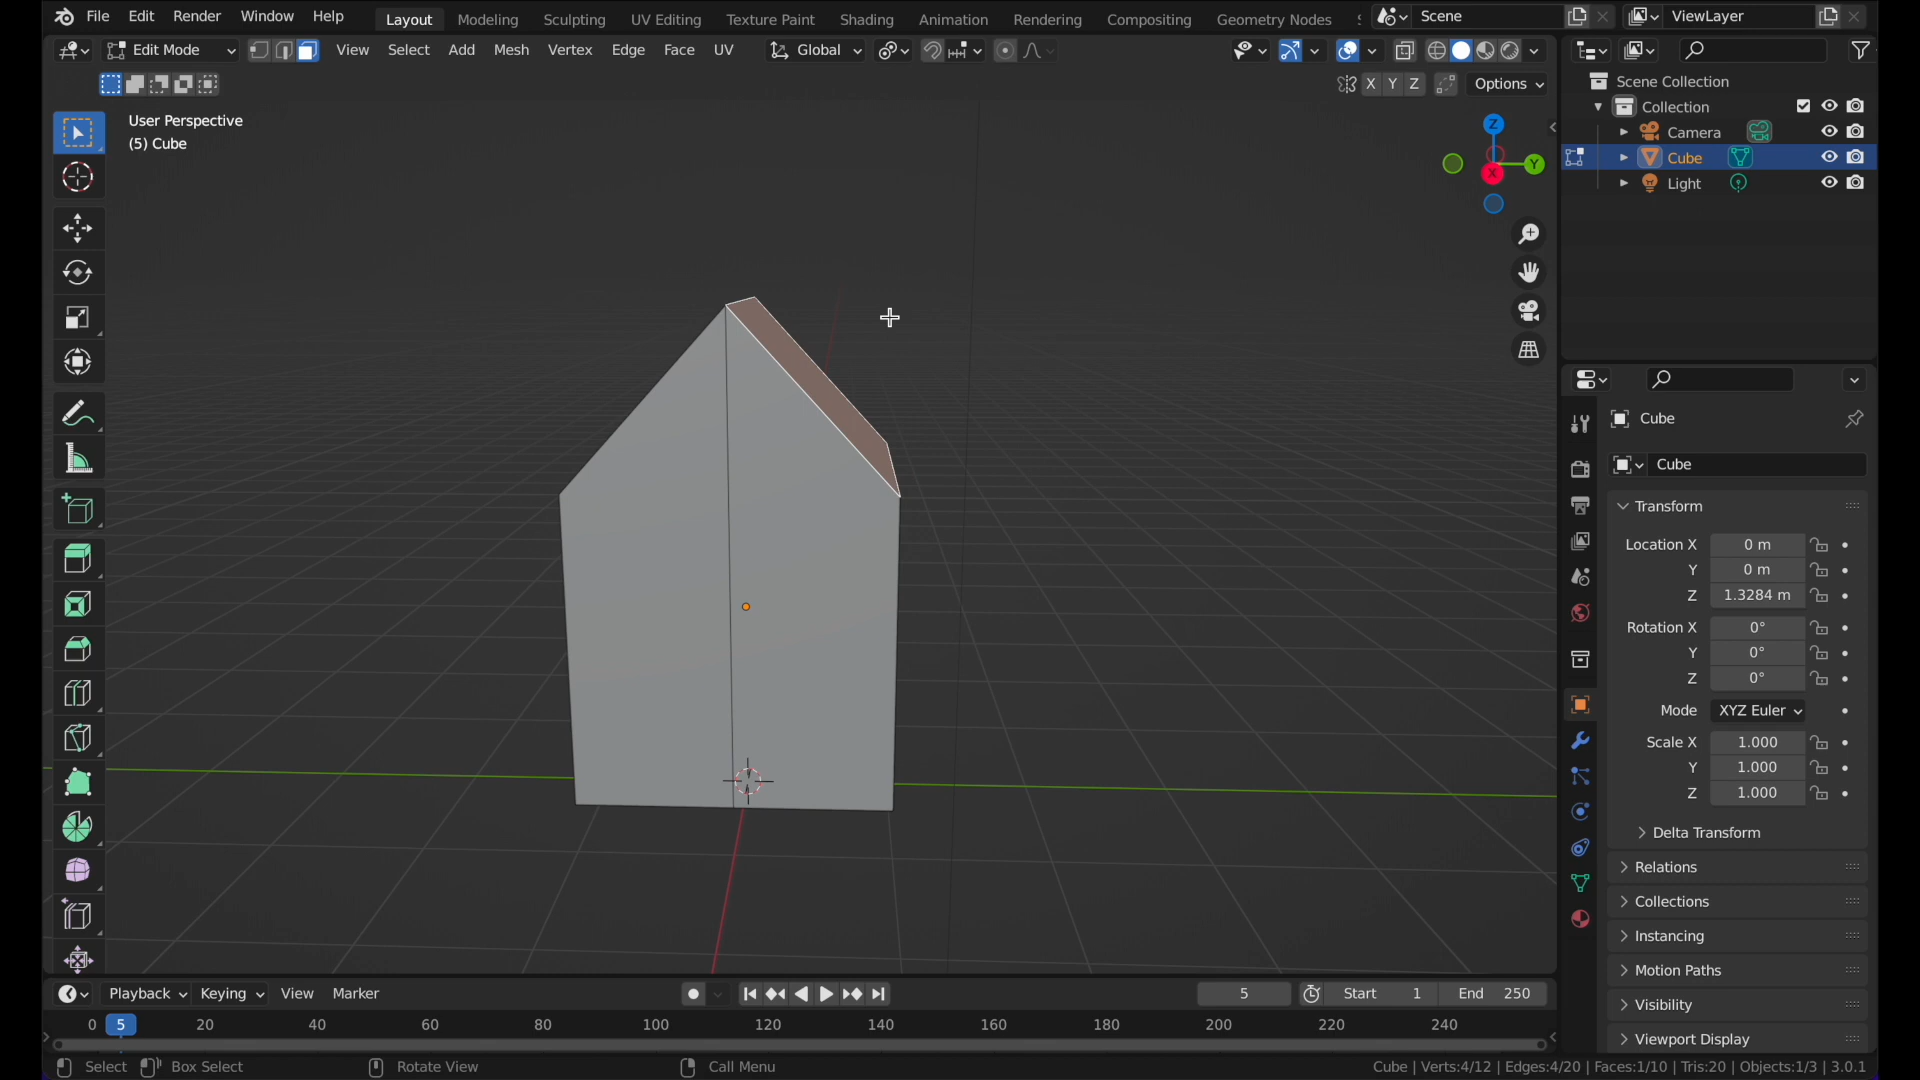 File Edit Render Window Help Layout Modeling Sculpting UV Editing Texture Paint Shading Animation Rendering Compositing Geometry Nodes Scene ViewLayer
Edit Mode View Select Add Mesh Vertex Edge Face UV Global
X Y Z Options
User Perspective
(5) Cube
Z
Y
X
Scene Collection
Collection
Camera
Cube
Light
Cube
Cube
Transform
Location X 0 m
Y 0 m
Z 1.3284 m
Rotation X 0°
Y 0°
Z 0°
Mode XYZ Euler
Scale X 1.000
Y 1.000
Z 1.000
Delta Transform
Relations
Collections
Instancing
Motion Paths
Visibility
Viewport Display
Playback Keying View Marker 5 Start 1 End 250
0 5 20 40 60 80 100 120 140 160 180 200 220 240
Select Box Select Rotate View Call Menu Cube | Verts:4/12 | Edges:4/20 | Faces:1/10 | Tris:20 | Objects:1/3 | 3.0.1